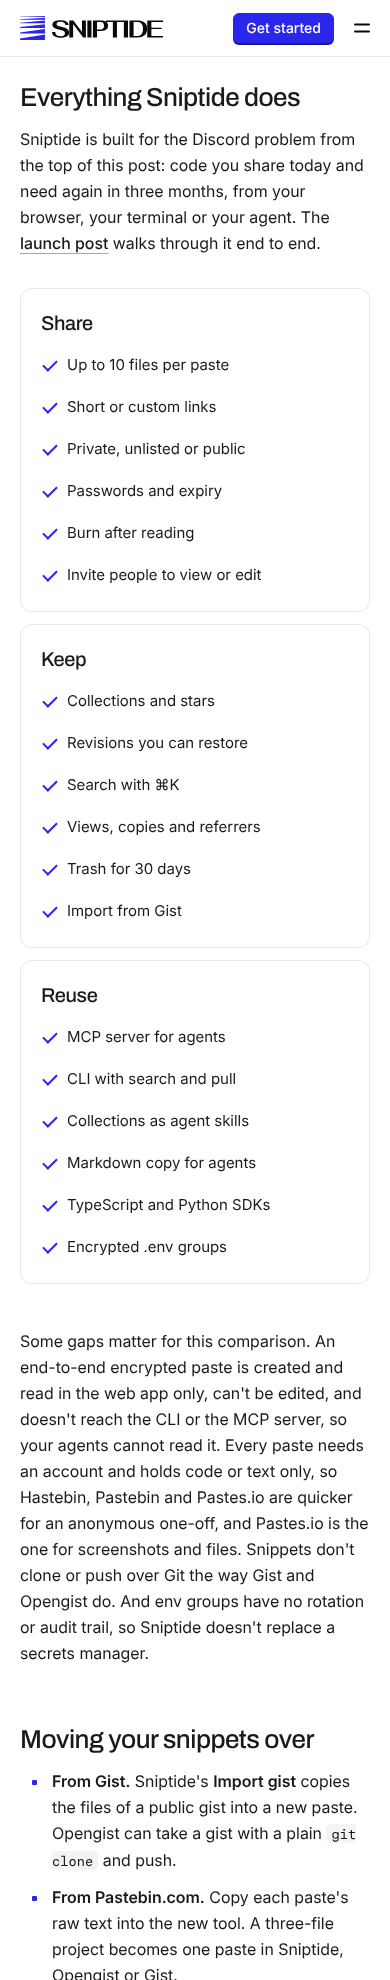 SNIPTIDE
Get started
Everything Sniptide does
Sniptide is built for the Discord problem from
the top of this post: code you share today and
need again in three months, from your
browser, your terminal or your agent. The
launch post walks through it end to end.
Share
Up to 10 files per paste
Short or custom links
Private, unlisted or public
Passwords and expiry
Burn after reading
Invite people to view or edit
Keep
Collections and stars
Revisions you can restore
Search with ⌘K
Views, copies and referrers
Trash for 30 days
Import from Gist
Reuse
MCP server for agents
CLI with search and pull
Collections as agent skills
Markdown copy for agents
TypeScript and Python SDKs
Encrypted .env groups
Some gaps matter for this comparison. An
end-to-end encrypted paste is created and
read in the web app only, can't be edited, and
doesn't reach the CLI or the MCP server, so
your agents cannot read it. Every paste needs
an account and holds code or text only, so
Hastebin, Pastebin and Pastes.io are quicker
for an anonymous one-off, and Pastes.io is the
one for screenshots and files. Snippets don't
clone or push over Git the way Gist and
Opengist do. And env groups have no rotation
or audit trail, so Sniptide doesn't replace a
secrets manager.
Moving your snippets over
From Gist. Sniptide's Import gist copies
the files of a public gist into a new paste.
Opengist can take a gist with a plain git
clone and push.
From Pastebin.com. Copy each paste's
raw text into the new tool. A three-file
project becomes one paste in Sniptide,
Opengist or Gist.